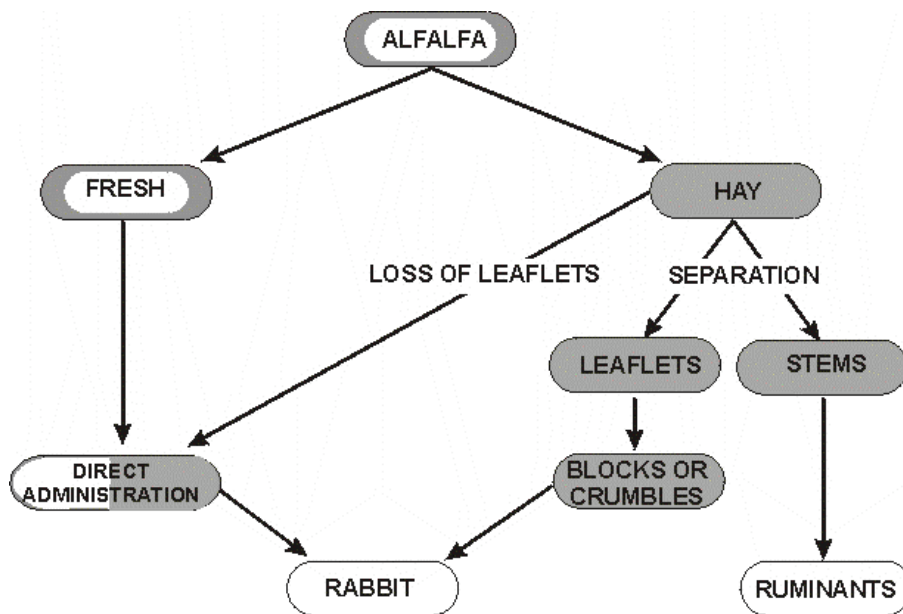 ALFALFA
FRESH
HAY
LOSS OF LEAFLETS
SEPARATION
LEAFLETS
STEMS
DIRECT
ADMINISTRATION
BLOCKS OR
CRUMBLES
RABBIT
RUMINANTS